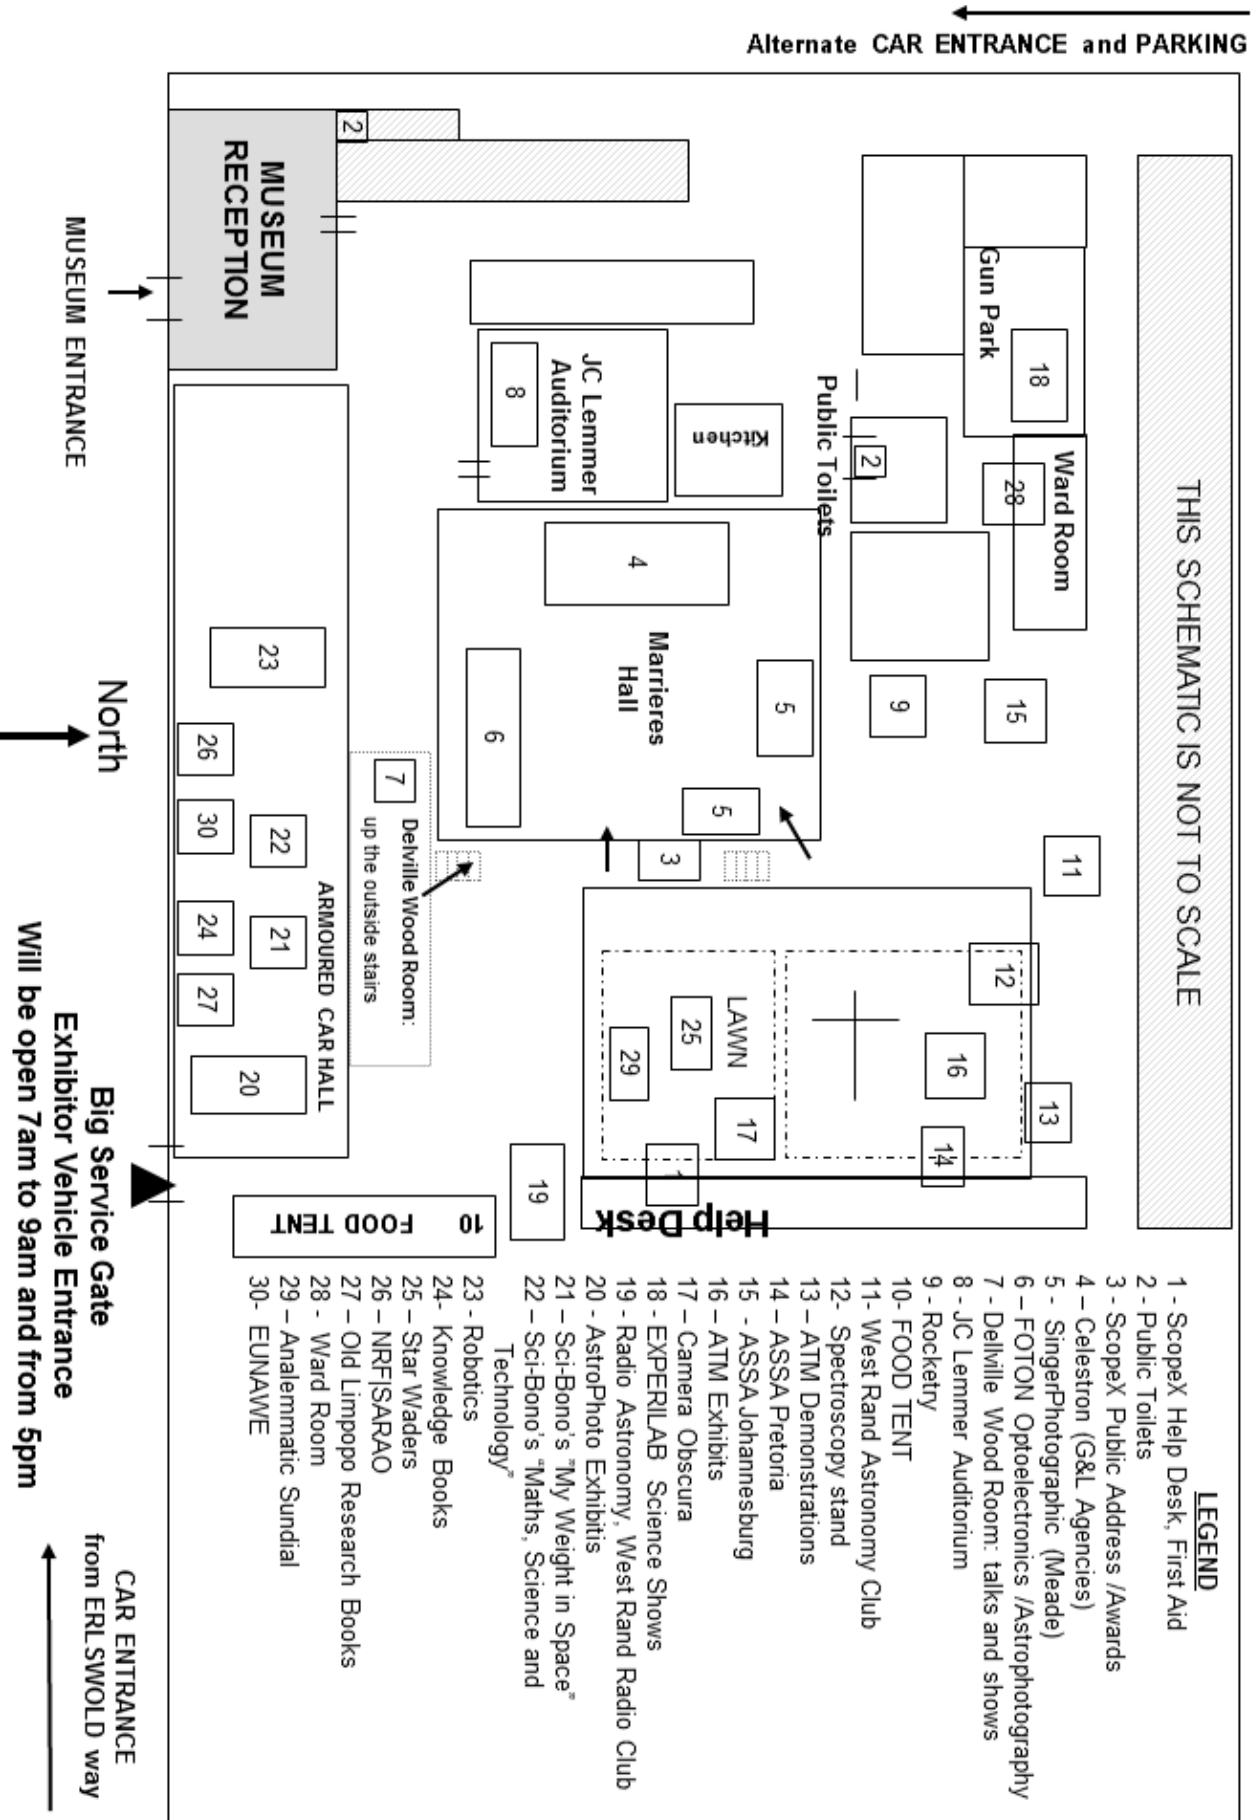 Alternate CAR ENTRANCE and PARKING
THIS SCHEMATIC IS NOT TO SCALE
MUSEUM
RECEPTION
2
MUSEUM ENTRANCE
Gun Park
18
Ward Room
28
Public Toilets
2
Kitchen
JC Lemmer
Auditorium
8
4
Marrieres
Hall
5
5
6
3
9
15
11
12
16
13
14
LAWN
25
29
17
1
Help Desk
19
10 FOOD TENT
7
Delville Wood Room:
up the outside stairs
ARMOURED CAR HALL
23
26
30
22
24
21
27
20
North
Big Service Gate
Exhibitor Vehicle Entrance
Will be open 7am to 9am and from 5pm
CAR ENTRANCE
from ERLSWOLD way
LEGEND
1 - ScopeX Help Desk, First Aid
2 - Public Toilets
3 - ScopeX Public Address /Awards
4 – Celestron (G&L Agencies)
5 - SingerPhotographic (Meade)
6 – FOTON Optoelectronics /Astrophotography
7 - Dellville Wood Room: talks and shows
8 - JC Lemmer Auditorium
9 - Rocketry
10- FOOD TENT
11- West Rand Astronomy Club
12- Spectroscopy stand
13 – ATM Demonstrations
14 – ASSA Pretoria
15 - ASSA Johannesburg
16 – ATM Exhibits
17 – Camera Obscura
18 - EXPERILAB Science Shows
19 - Radio Astronomy, West Rand Radio Club
20 - AstroPhoto Exhibitis
21 – Sci-Bono's "My Weight in Space"
22 – Sci-Bono's "Maths, Science and
Technology"
23 - Robotics
24- Knowledge Books
25 – Star Waders
26 – NRF|SARAO
27 – Old Limpopo Research Books
28 - Ward Room
29 – Analemmatic Sundial
30- EUNAWE